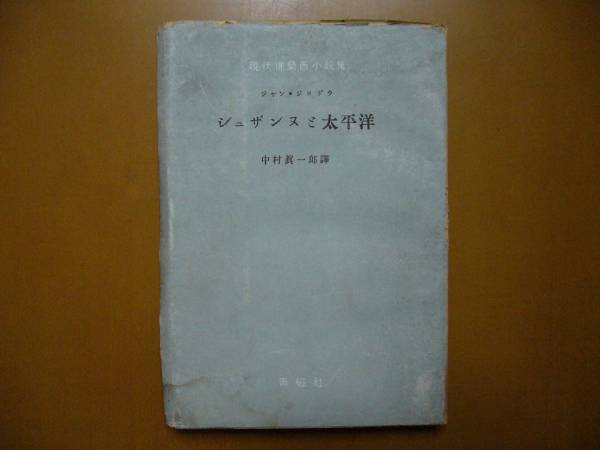 現代佛蘭西小説集
ジャン・ジロドウ
シュザンヌと太平洋
中村眞一郎譯
青磁社